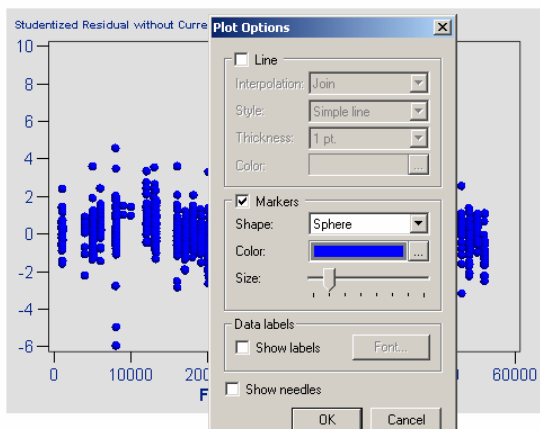 Studentized Residual without Curre
Plot Options
10
8
6
4
2
0
-2
-4
-6
0
10000
200
60000
F
Line
Interpolation: Join
Style: Simple line
Thickness: 1 pt.
Color: ...
Markers
Shape: Sphere
Color: ...
Size:
Data labels
Show labels
Font...
Show needles
OK
Cancel